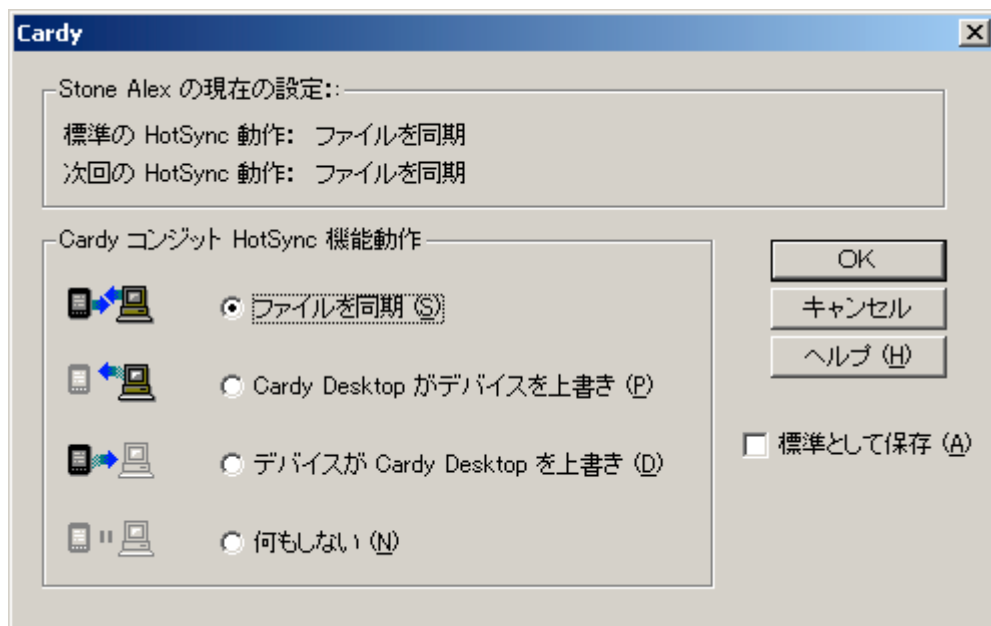 Cardy
Stone Alex の現在の設定::
標準の HotSync 動作: ファイルを同期
次回の HotSync 動作: ファイルを同期
Cardy コンジット HotSync 機能動作
ファイルを同期 (S)
Cardy Desktop がデバイスを上書き (P)
デバイスが Cardy Desktop を上書き (D)
何もしない (N)
OK
キャンセル
ヘルプ (H)
標準として保存 (A)